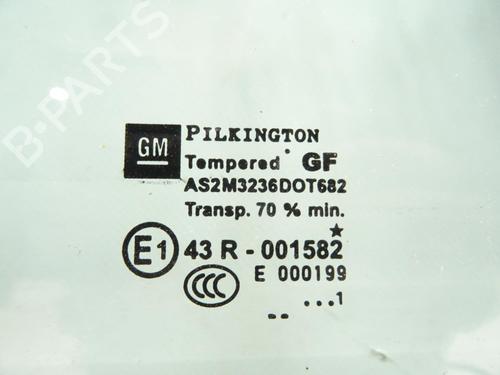 B-PARTS
GM
PILKINGTON
Tempered GF
AS2M3236DOT682
Transp. 70 % min.
E1 43 R - 001582
CCC E 000199
...1
--